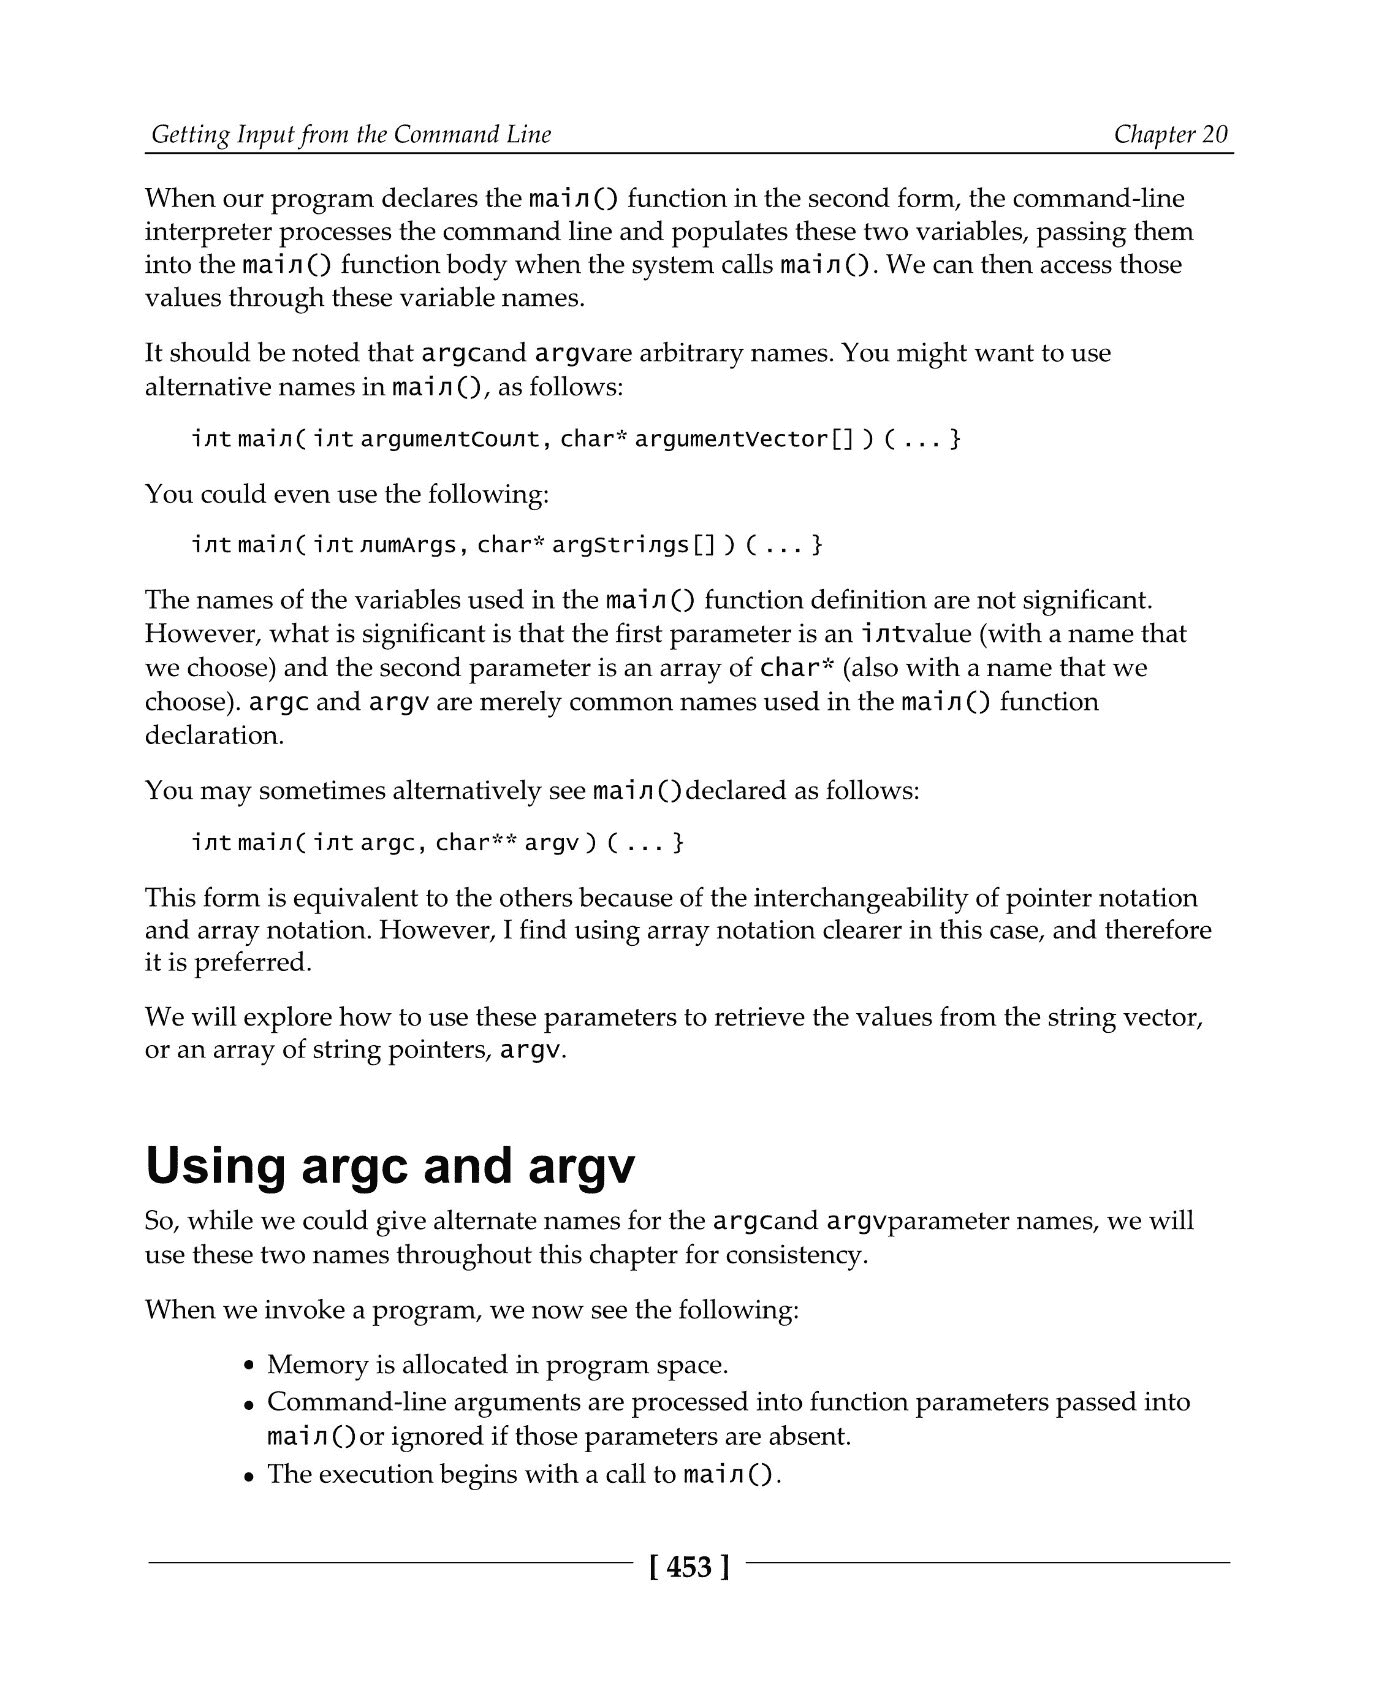 Getting Input from the Command Line Chapter 20
When our program declares the maiл() function in the second form, the command-line
interpreter processes the command line and populates these two variables, passing them
into the maiл() function body when the system calls maiл(). We can then access those
values through these variable names.
It should be noted that argcand argvare arbitrary names. You might want to use
alternative names in maiл(), as follows:
iлt maiл( iлt argumeлtCouлt, char* argumeлtVector[] ) ( ... }
You could even use the following:
iлt maiл( iлt лumArgs, char* argStriлgs[] ) ( ... }
The names of the variables used in the maiл() function definition are not significant.
However, what is significant is that the first parameter is an iлtvalue (with a name that
we choose) and the second parameter is an array of char* (also with a name that we
choose). argc and argv are merely common names used in the maiл() function
declaration.
You may sometimes alternatively see maiл()declared as follows:
iлt maiл( iлt argc, char** argv ) ( ... }
This form is equivalent to the others because of the interchangeability of pointer notation
and array notation. However, I find using array notation clearer in this case, and therefore
it is preferred.
We will explore how to use these parameters to retrieve the values from the string vector,
or an array of string pointers, argv.
Using argc and argv
So, while we could give alternate names for the argcand argvparameter names, we will
use these two names throughout this chapter for consistency.
When we invoke a program, we now see the following:
• Memory is allocated in program space.
• Command-line arguments are processed into function parameters passed into
maiл()or ignored if those parameters are absent.
• The execution begins with a call to maiл().
[ 453 ]